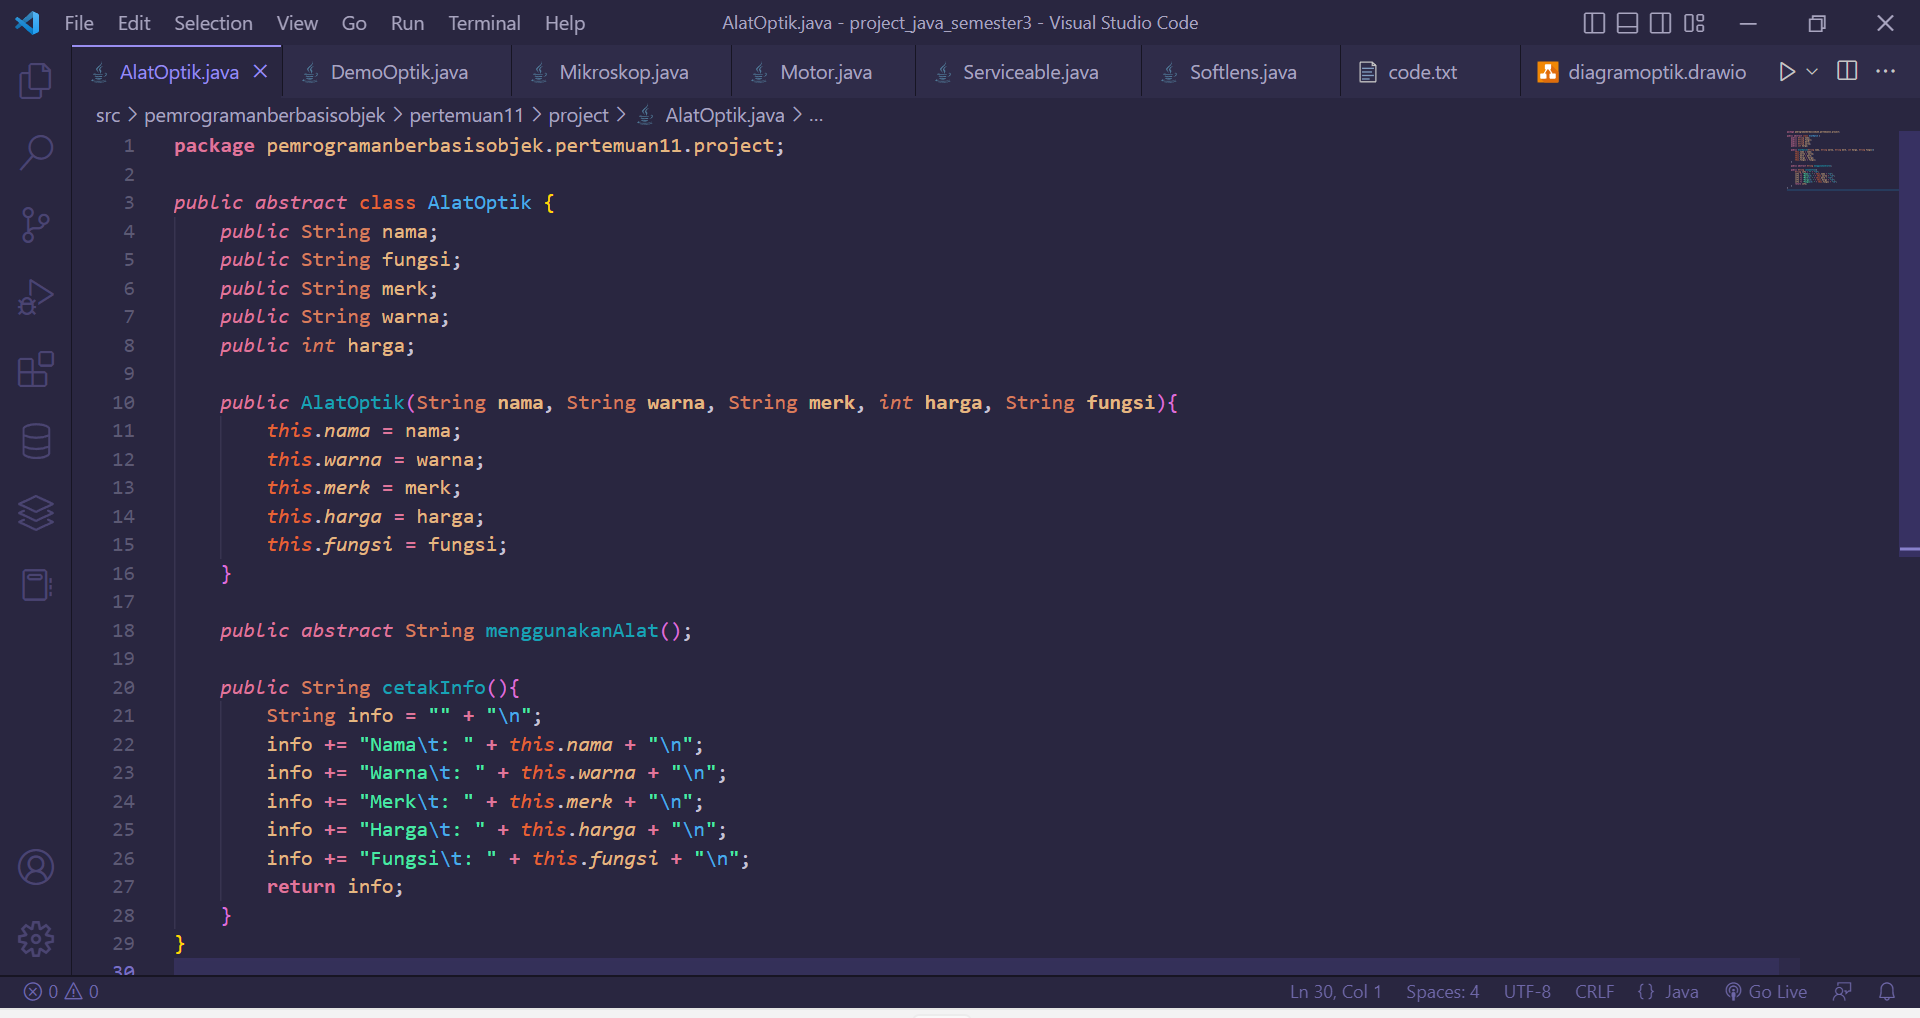 File Edit Selection View Go Run Terminal Help AlatOptik.java - project_java_semester3 - Visual Studio Code
AlatOptik.java DemoOptik.java Mikroskop.java Motor.java Serviceable.java Softlens.java code.txt diagramoptik.drawio
src > pemrogramanberbasisobjek > pertemuan11 > project > AlatOptik.java > ...
1 package pemrogramanberbasisobjek.pertemuan11.project;
2
3 public abstract class AlatOptik {
4     public String nama;
5     public String fungsi;
6     public String merk;
7     public String warna;
8     public int harga;
9
10     public AlatOptik(String nama, String warna, String merk, int harga, String fungsi){
11         this.nama = nama;
12         this.warna = warna;
13         this.merk = merk;
14         this.harga = harga;
15         this.fungsi = fungsi;
16     }
17
18     public abstract String menggunakanAlat();
19
20     public String cetakInfo(){
21         String info = "" + "\n";
22         info += "Nama\t: " + this.nama + "\n";
23         info += "Warna\t: " + this.warna + "\n";
24         info += "Merk\t: " + this.merk + "\n";
25         info += "Harga\t: " + this.harga + "\n";
26         info += "Fungsi\t: " + this.fungsi + "\n";
27         return info;
28     }
29 }
30
0 0 Ln 30, Col 1 Spaces: 4 UTF-8 CRLF {} Java Go Live